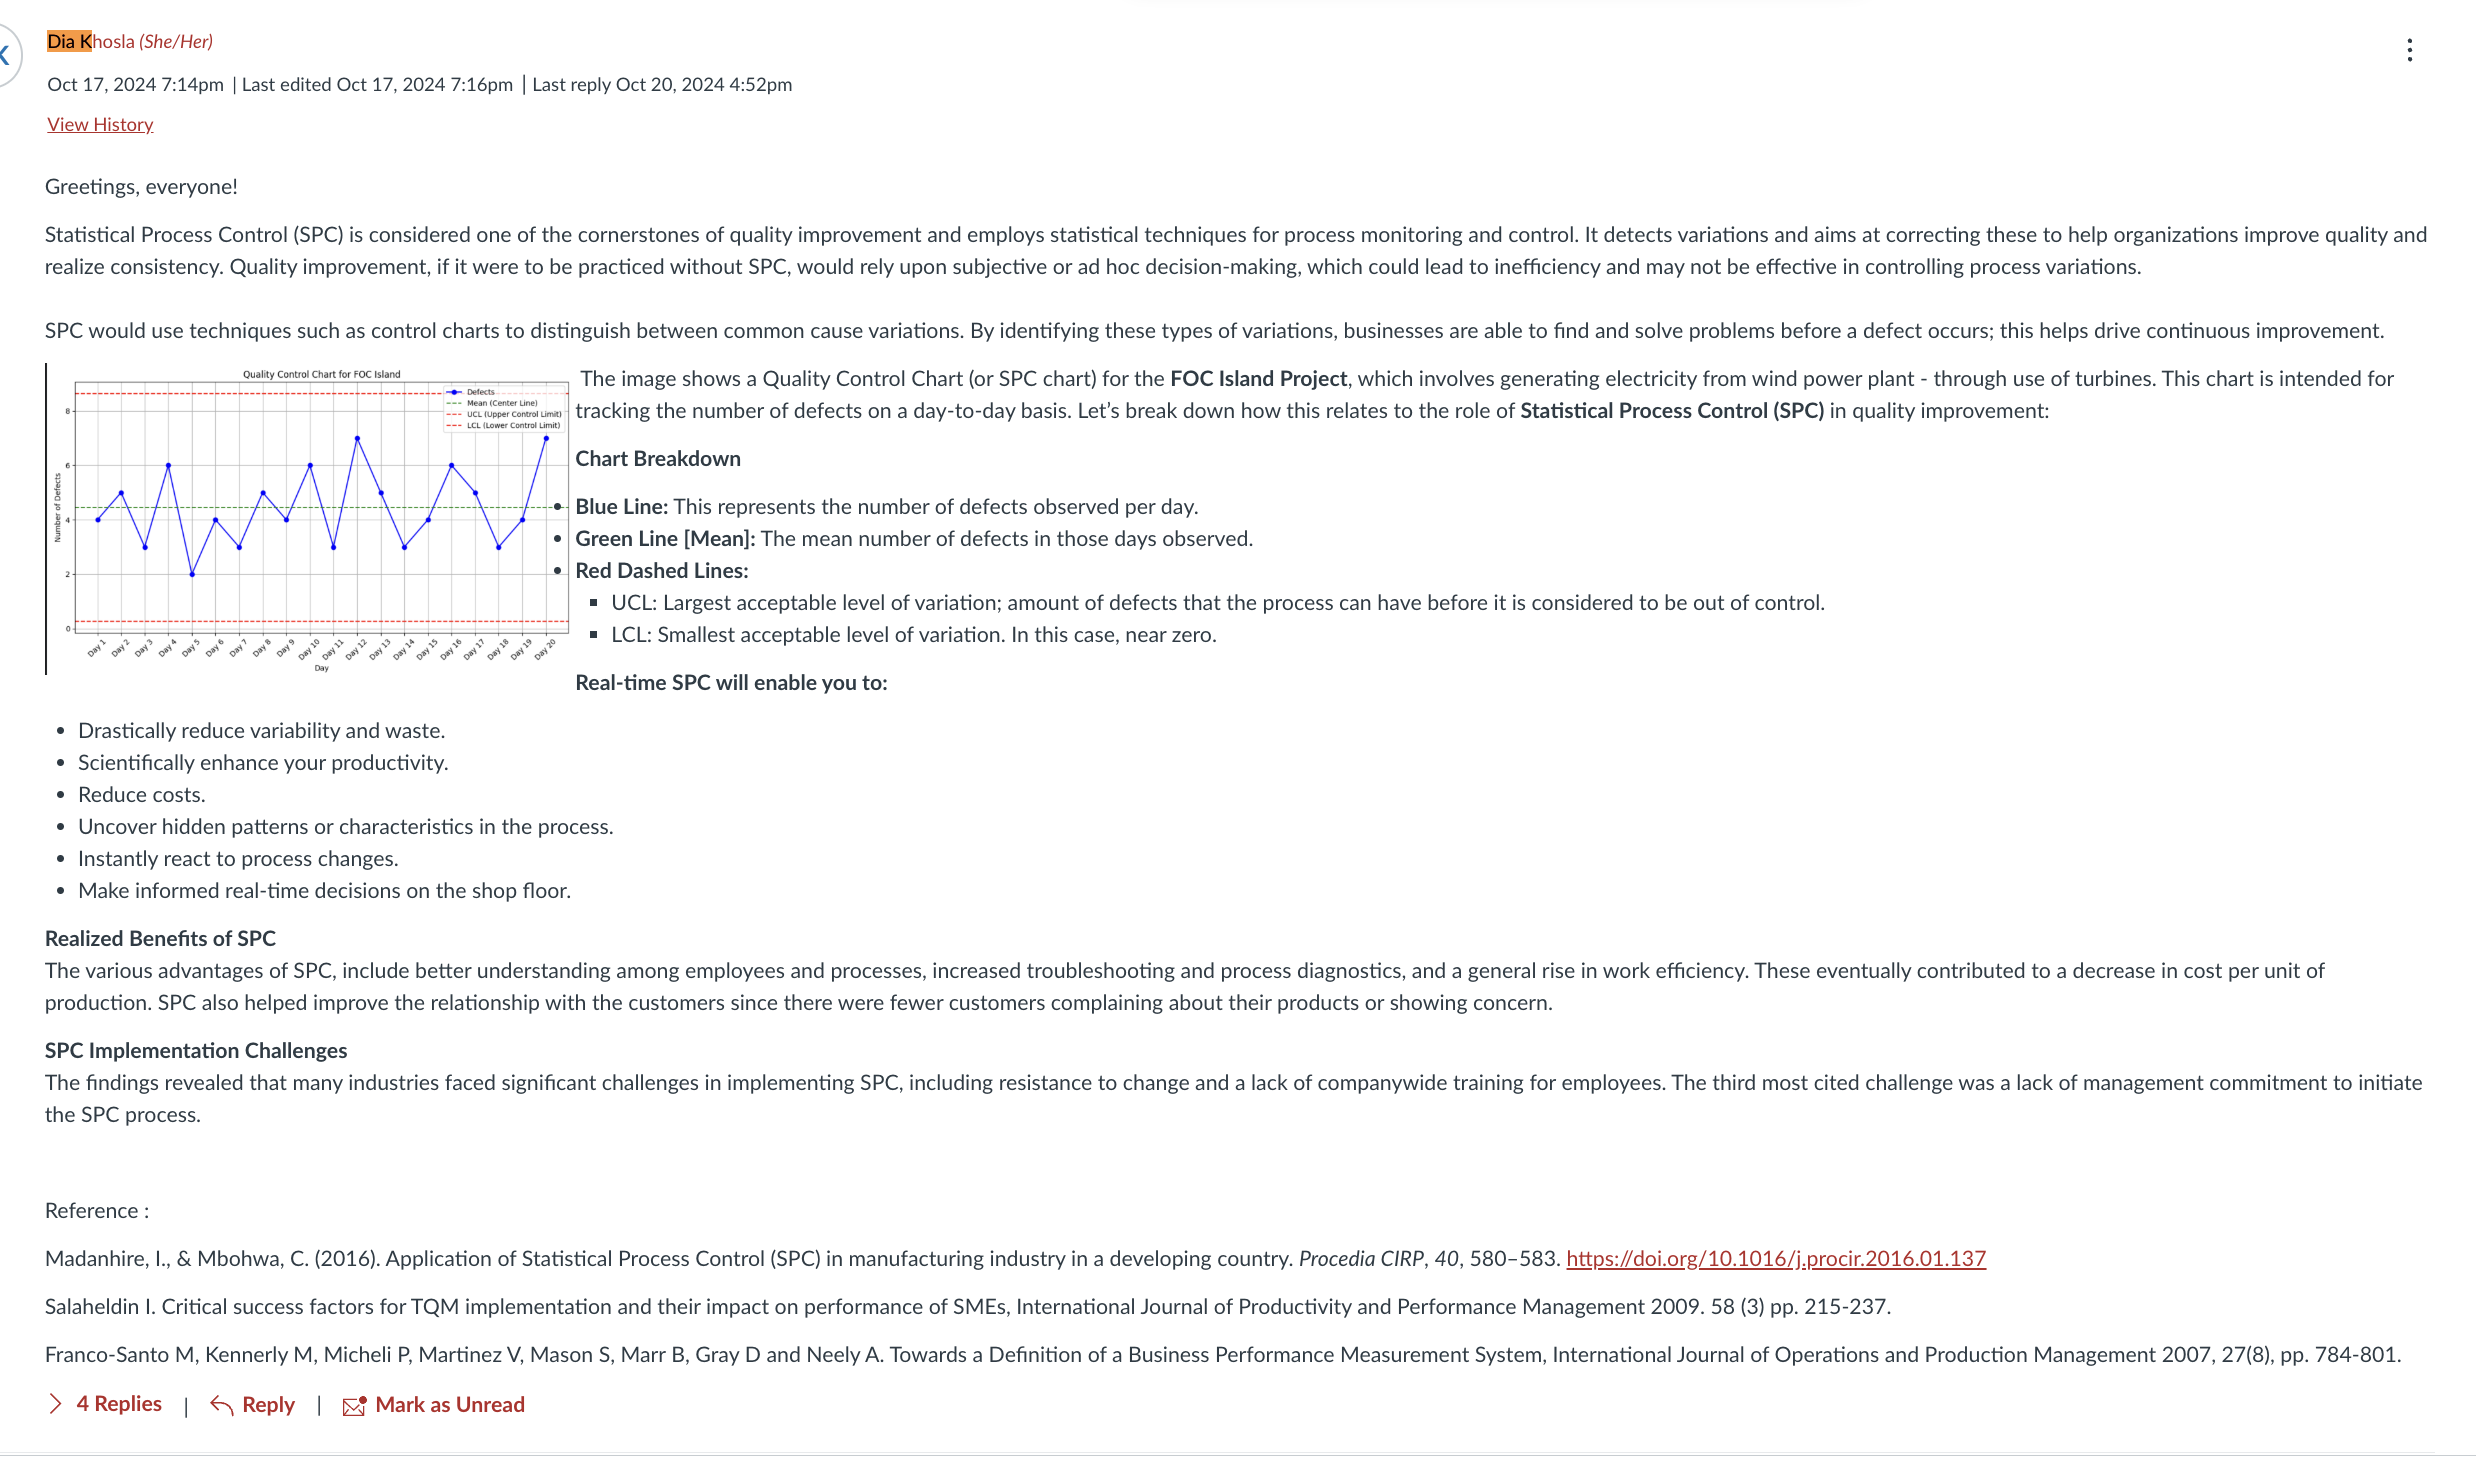 Dia Khosla (She/Her)
Oct 17, 2024 7:14pm | Last edited Oct 17, 2024 7:16pm | Last reply Oct 20, 2024 4:52pm
View History
Greetings, everyone!
Statistical Process Control (SPC) is considered one of the cornerstones of quality improvement and employs statistical techniques for process monitoring and control. It detects variations and aims at correcting these to help organizations improve quality and
realize consistency. Quality improvement, if it were to be practiced without SPC, would rely upon subjective or ad hoc decision-making, which could lead to inefficiency and may not be effective in controlling process variations.
SPC would use techniques such as control charts to distinguish between common cause variations. By identifying these types of variations, businesses are able to find and solve problems before a defect occurs; this helps drive continuous improvement.
Quality Control Chart for FOC Island
Defects
Mean (Center Line)
UCL (Upper Control Limit)
LCL (Lower Control Limit)
Number of Defects
8
6
4
2
0
Day 1 Day 2 Day 3 Day 4 Day 5 Day 6 Day 7 Day 8 Day 9 Day 10 Day 11 Day 12 Day 13 Day 14 Day 15 Day 16 Day 17 Day 18 Day 19 Day 20
Day
The image shows a Quality Control Chart (or SPC chart) for the FOC Island Project, which involves generating electricity from wind power plant - through use of turbines. This chart is intended for
tracking the number of defects on a day-to-day basis. Let's break down how this relates to the role of Statistical Process Control (SPC) in quality improvement:
Chart Breakdown
• Blue Line: This represents the number of defects observed per day.
• Green Line [Mean]: The mean number of defects in those days observed.
• Red Dashed Lines:
▪ UCL: Largest acceptable level of variation; amount of defects that the process can have before it is considered to be out of control.
▪ LCL: Smallest acceptable level of variation. In this case, near zero.
Real-time SPC will enable you to:
• Drastically reduce variability and waste.
• Scientifically enhance your productivity.
• Reduce costs.
• Uncover hidden patterns or characteristics in the process.
• Instantly react to process changes.
• Make informed real-time decisions on the shop floor.
Realized Benefits of SPC
The various advantages of SPC, include better understanding among employees and processes, increased troubleshooting and process diagnostics, and a general rise in work efficiency. These eventually contributed to a decrease in cost per unit of
production. SPC also helped improve the relationship with the customers since there were fewer customers complaining about their products or showing concern.
SPC Implementation Challenges
The findings revealed that many industries faced significant challenges in implementing SPC, including resistance to change and a lack of companywide training for employees. The third most cited challenge was a lack of management commitment to initiate
the SPC process.
Reference :
Madanhire, I., & Mbohwa, C. (2016). Application of Statistical Process Control (SPC) in manufacturing industry in a developing country. Procedia CIRP, 40, 580–583. https://doi.org/10.1016/j.procir.2016.01.137
Salaheldin I. Critical success factors for TQM implementation and their impact on performance of SMEs, International Journal of Productivity and Performance Management 2009. 58 (3) pp. 215-237.
Franco-Santo M, Kennerly M, Micheli P, Martinez V, Mason S, Marr B, Gray D and Neely A. Towards a Definition of a Business Performance Measurement System, International Journal of Operations and Production Management 2007, 27(8), pp. 784-801.
4 Replies | Reply | Mark as Unread